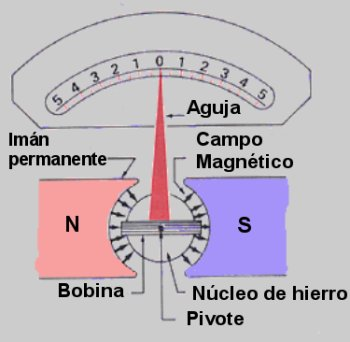 5 4 3 2 1 0 1 2 3 4 5
Aguja
Imán
permanente
Campo
Magnético
N
S
Bobina
Núcleo de hierro
Pivote